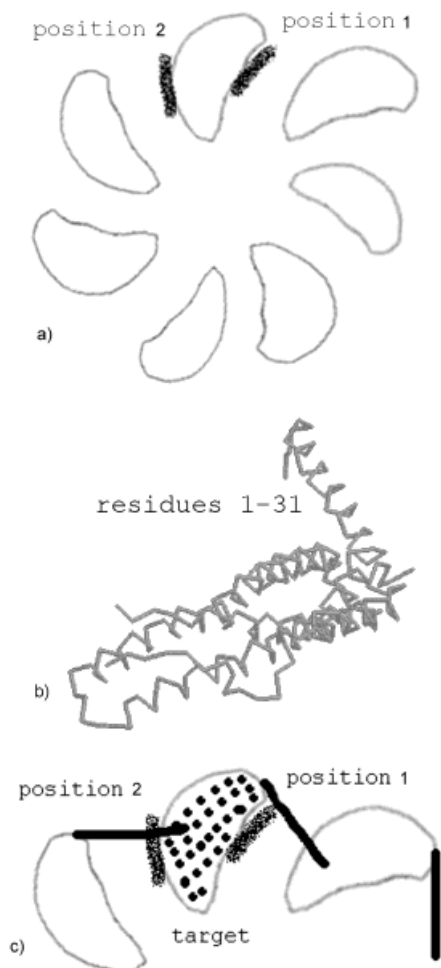 position 2
position 1
a)
residues 1-31
b)
position 2
position 1
target
c)